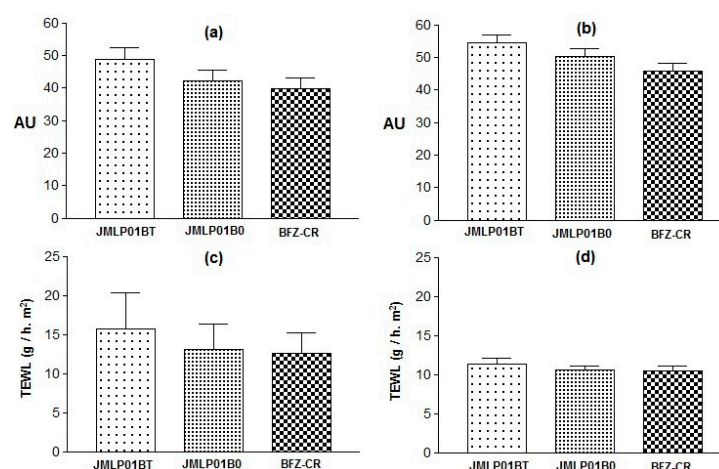 (a)
60
50
40
30
20
10
0
AU
JMLP01BT JMLP01B0 BFZ-CR
(b)
60
50
40
30
20
10
0
AU
JMLP01BT JMLP01B0 BFZ-CR
(c)
25
20
15
10
5
0
TEWL (g / h. m²)
JMLP01BT JMLP01B0 BFZ-CR
(d)
25
20
15
10
5
0
TEWL (g / h. m²)
JMLP01BT JMLP01B0 BFZ-CR